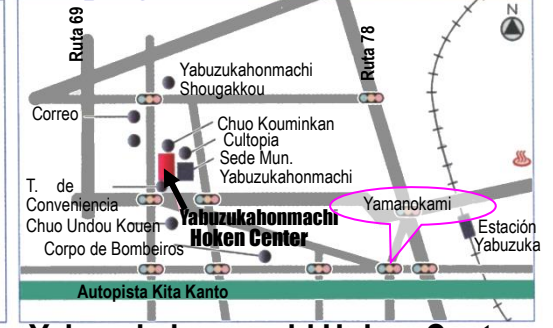 Ruta 69
Ruta 78
N
Yabuzukahonmachi
Shougakkou
Correo
Chuo Kouminkan
Cultopia
Sede Mun.
Yabuzukahonmachi
T. de
Conveniencia
Chuo Undou Kouen
Yabuzukahonmachi
Hoken Center
Yamanokami
Estación
Yabuzuka
Corpo de Bombeiros
Autopista Kita Kanto